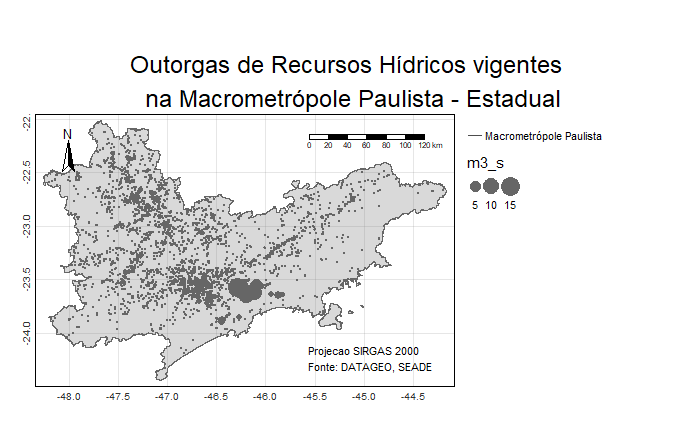 Outorgas de Recursos Hídricos vigentes
na Macrometrópole Paulista - Estadual
N
0 20 40 60 80 100 120 km
Macrometrópole Paulista
m3_s
5 10 15
-22.5
-23.0
-23.5
-24.0
Projecao SIRGAS 2000
Fonte: DATAGEO, SEADE
-48.0 -47.5 -47.0 -46.5 -46.0 -45.5 -45.0 -44.5